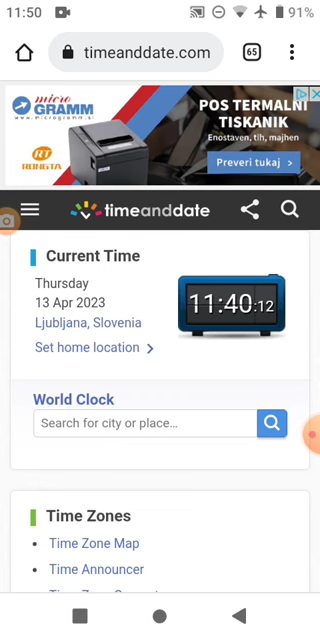 11:50 91%
timeanddate.com 65
micro
GRAMM
www.microgramm.si
RONGTA
POS TERMALNI
TISKANIK
Enostaven, tih, majhen
Preveri tukaj >
timeanddate
Current Time
Thursday
13 Apr 2023
Ljubljana, Slovenia
Set home location
11:40:12
World Clock
Search for city or place...
Time Zones
Time Zone Map
Time Announcer